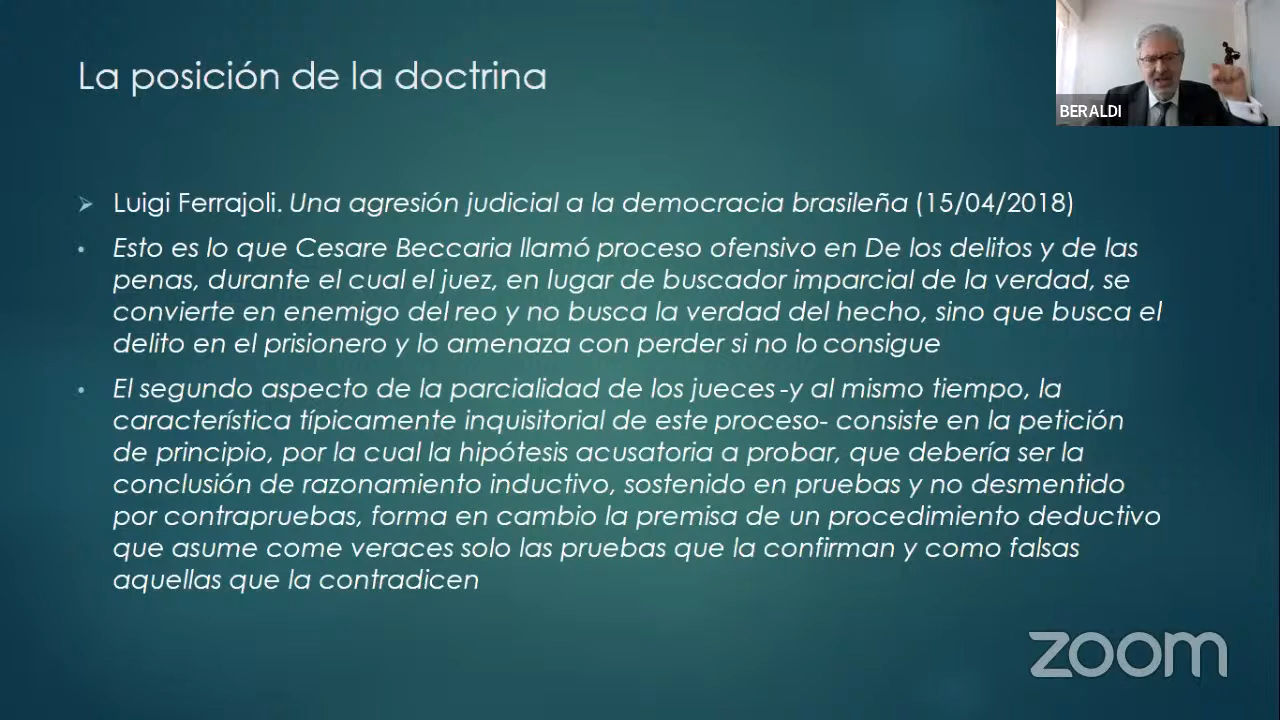 La posición de la doctrina
BERALDI
Luigi Ferrajoli. Una agresión judicial a la democracia brasileña (15/04/2018)
Esto es lo que Cesare Beccaria llamó proceso ofensivo en De los delitos y de las
penas, durante el cual el juez, en lugar de buscador imparcial de la verdad, se
convierte en enemigo del reo y no busca la verdad del hecho, sino que busca el
delito en el prisionero y lo amenaza con perder si no lo consigue
El segundo aspecto de la parcialidad de los jueces -y al mismo tiempo, la
característica típicamente inquisitorial de este proceso- consiste en la petición
de principio, por la cual la hipótesis acusatoria a probar, que debería ser la
conclusión de razonamiento inductivo, sostenido en pruebas y no desmentido
por contrapruebas, forma en cambio la premisa de un procedimiento deductivo
que asume come veraces solo las pruebas que la confirman y como falsas
aquellas que la contradicen
zoom